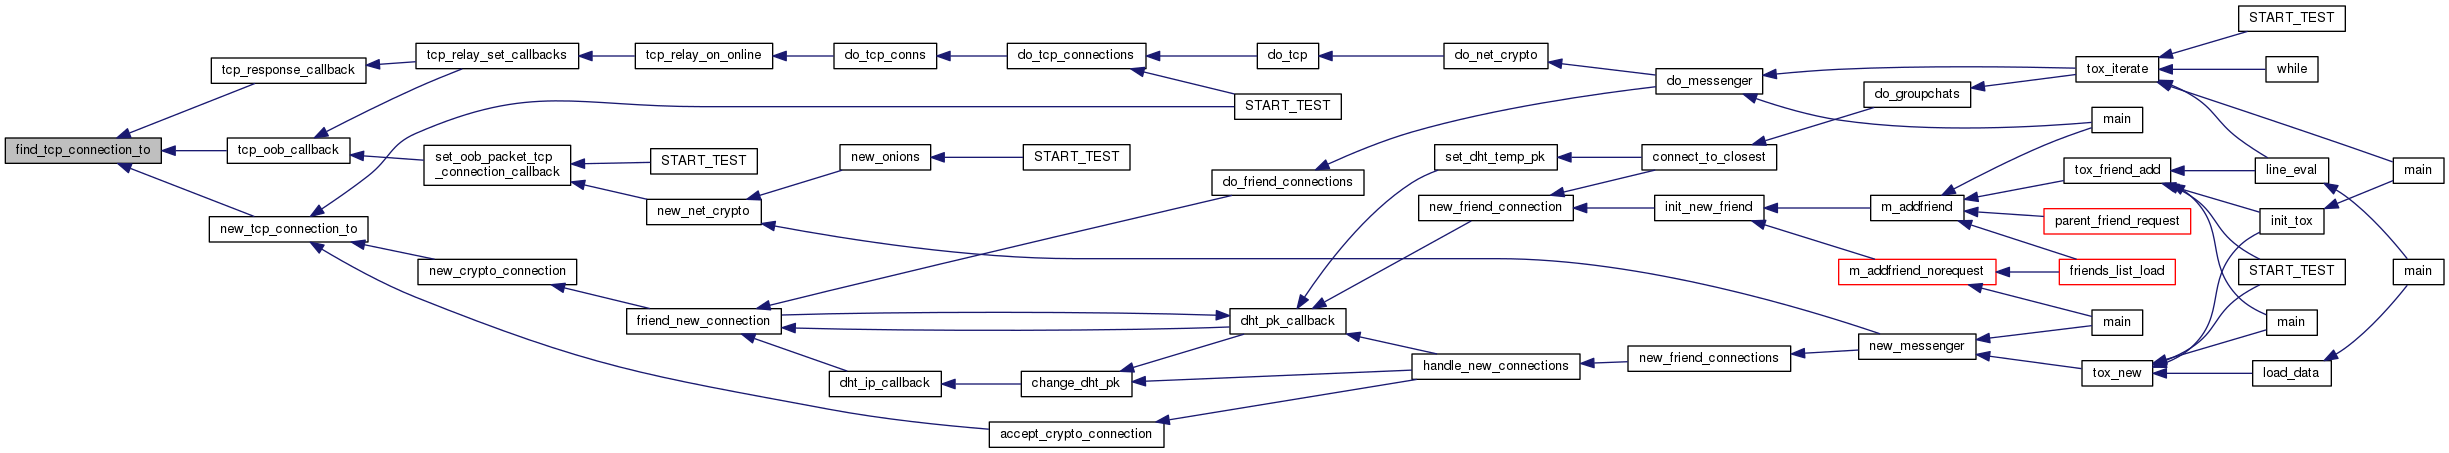 find_tcp_connection_to
tcp_response_callback
tcp_oob_callback
new_tcp_connection_to
tcp_relay_set_callbacks
set_oob_packet_tcp
_connection_callback
new_crypto_connection
tcp_relay_on_online
START_TEST
new_net_crypto
friend_new_connection
do_tcp_conns
new_onions
dht_ip_callback
do_tcp_connections
START_TEST
change_dht_pk
accept_crypto_connection
do_tcp
START_TEST
do_friend_connections
dht_pk_callback
do_net_crypto
set_dht_temp_pk
new_friend_connection
handle_new_connections
do_messenger
connect_to_closest
init_new_friend
new_friend_connections
do_groupchats
m_addfriend
m_addfriend_norequest
new_messenger
tox_iterate
main
tox_friend_add
parent_friend_request
friends_list_load
main
tox_new
START_TEST
while
line_eval
init_tox
START_TEST
main
load_data
main
main